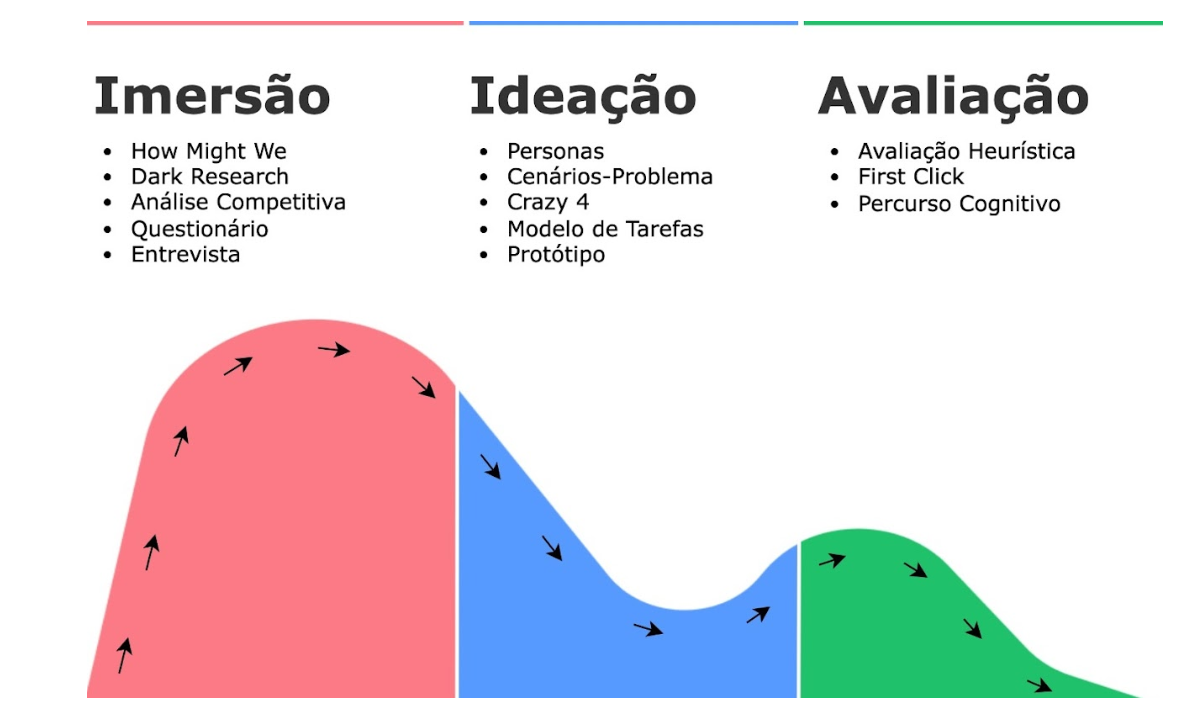 Imersão
• How Might We
• Dark Research
• Análise Competitiva
• Questionário
• Entrevista
Ideação
• Personas
• Cenários-Problema
• Crazy 4
• Modelo de Tarefas
• Protótipo
Avaliação
• Avaliação Heurística
• First Click
• Percurso Cognitivo